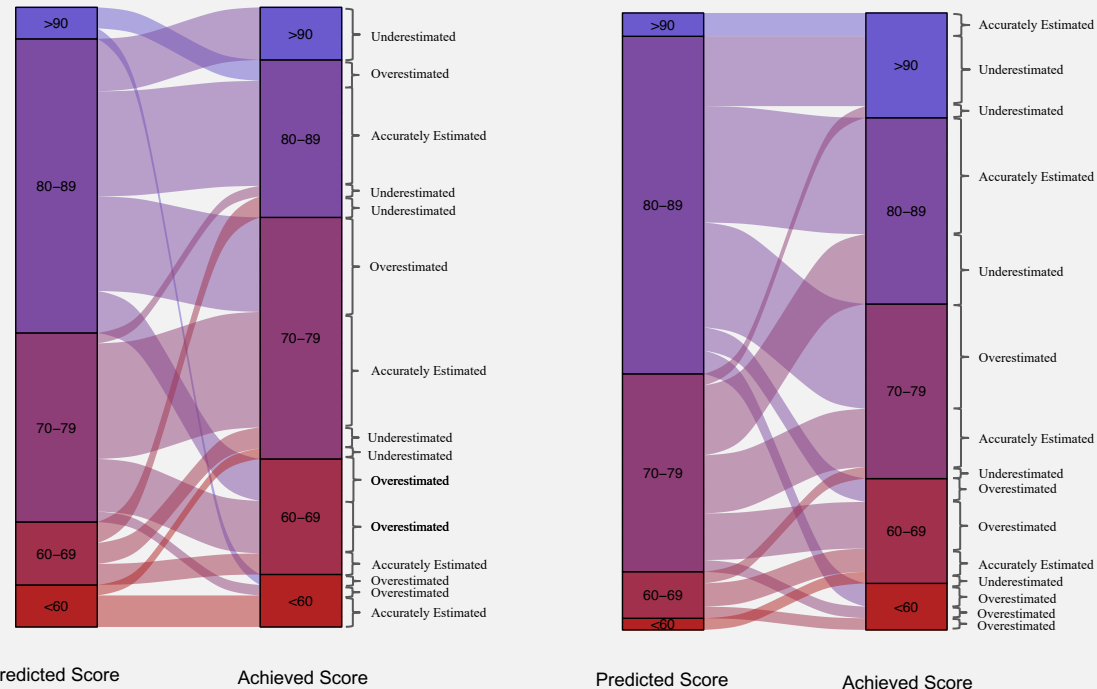 >90
80–89
70–79
60–69
<60
>90
80–89
70–79
60–69
<60
Underestimated
Overestimated
Accurately Estimated
Underestimated
Underestimated
Overestimated
Accurately Estimated
Underestimated
Underestimated
Overestimated
Overestimated
Accurately Estimated
Overestimated
Overestimated
Accurately Estimated
redicted Score
Achieved Score
>90
80–89
70–79
60–69
<60
>90
80–89
70–79
60–69
<60
Accurately Estimated
Underestimated
Underestimated
Accurately Estimated
Underestimated
Overestimated
Accurately Estimated
Underestimated
Overestimated
Overestimated
Accurately Estimated
Underestimated
Overestimated
Overestimated
Overestimated
Predicted Score
Achieved Score